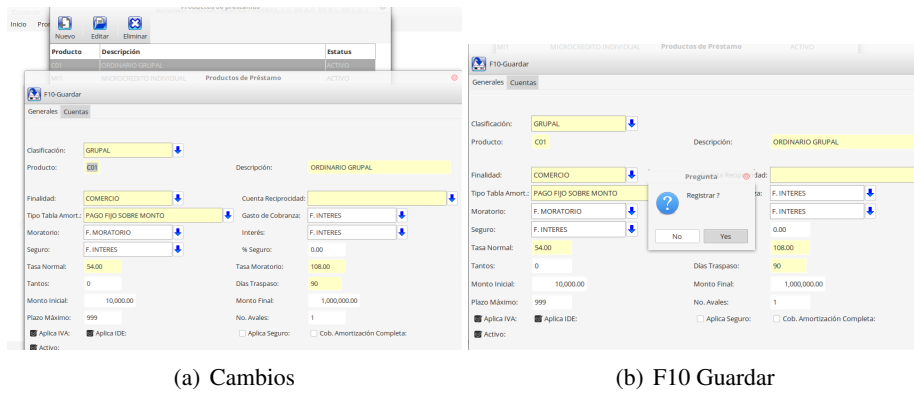 Productos de préstamos
Inicio
Nuevo Editar Eliminar
Producto Descripción Estatus
C01 ORDINARIO GRUPAL ACTIVO
M01 MICROCREDITO INDIVIDUAL Productos de Préstamo ACTIVO
F10-Guardar
Generales Cuentas
Clasificación: GRUPAL
Producto: C01 Descripción: ORDINARIO GRUPAL
Finalidad: COMERCIO Cuenta Reciprocidad:
Tipo Tabla Amort.: PAGO FIJO SOBRE MONTO Gasto de Cobranza: F. INTERES
Moratorio: F. MORATORIO Interés: F. INTERES
Seguro: F. INTERES % Seguro: 0.00
Tasa Normal: 54.00 Tasa Moratorio: 108.00
Tantos: 0 Días Traspaso: 90
Monto Inicial: 10,000.00 Monto Final: 1,000,000.00
Plazo Máximo: 999 No. Avales: 1
Aplica IVA: Aplica IDE: Aplica Seguro: Cob. Amortización Completa:
Activo:
(a) Cambios
M01 MICROCREDITO INDIVIDUAL Productos de Préstamo ACTIVO
F10-Guardar
Generales Cuentas
Clasificación: GRUPAL
Producto: C01 Descripción: ORDINARIO GRUPAL
Finalidad: COMERCIO dad:
Tipo Tabla Amort.: PAGO FIJO SOBRE MONTO za: F. INTERES
Moratorio: F. MORATORIO F. INTERES
Seguro: F. INTERES 0.00
Pregunta
Registrar ?
No Yes
Tasa Normal: 54.00 108.00
Tantos: 0 Días Traspaso: 90
Monto Inicial: 10,000.00 Monto Final: 1,000,000.00
Plazo Máximo: 999 No. Avales: 1
Aplica IVA: Aplica IDE: Aplica Seguro: Cob. Amortización Completa:
Activo:
(b) F10 Guardar